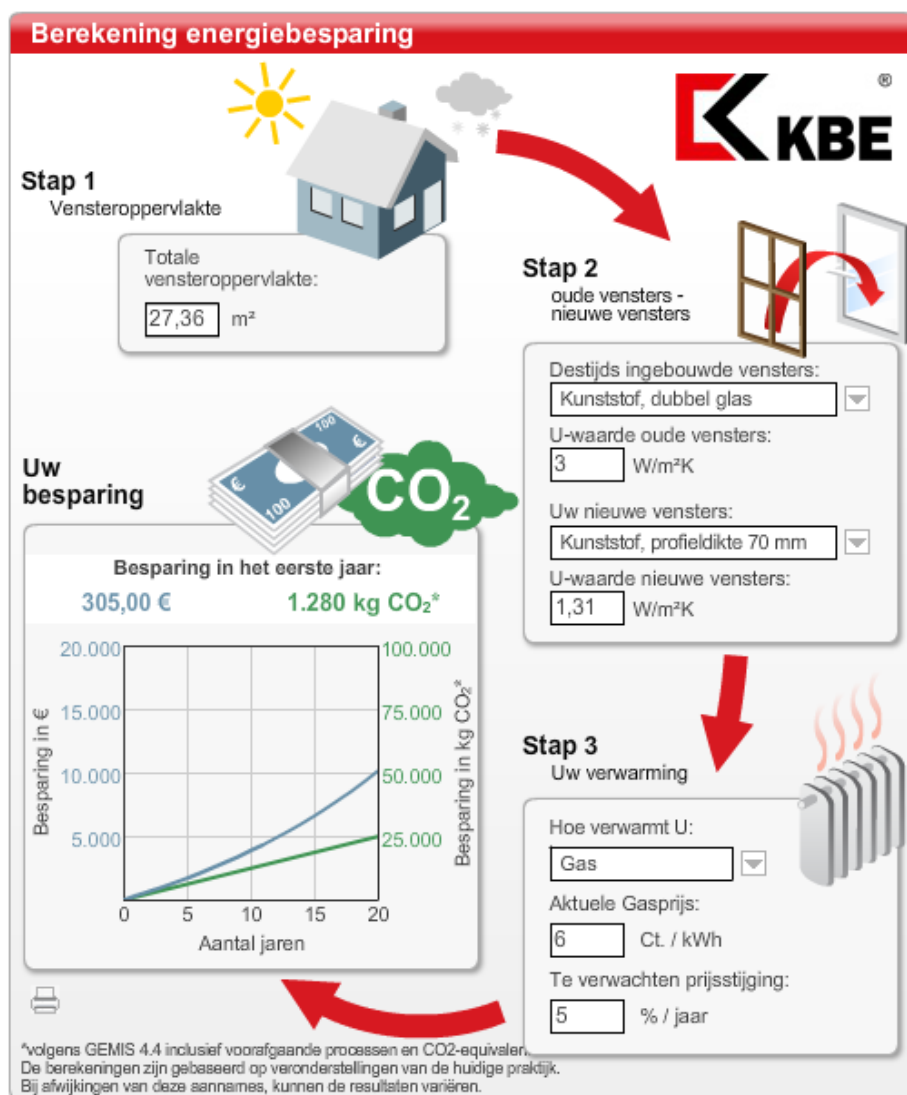 Berekening energiebesparing
®
KBE
Stap 1
Vensteroppervlakte
Totale
vensteroppervlakte:
27,36 m²
Stap 2
oude vensters -
nieuwe vensters
Destijds ingebouwde vensters:
Kunststof, dubbel glas
U-waarde oude vensters:
3 W/m²K
Uw nieuwe vensters:
Kunststof, profieldikte 70 mm
U-waarde nieuwe vensters:
1,31 W/m²K
Stap 3
Uw verwarming
Hoe verwarmt U:
Gas
Aktuele Gasprijs:
6 Ct. / kWh
Te verwachten prijsstijging:
5 % / jaar
Uw
besparing
100
€
€
100
CO₂
Besparing in het eerste jaar:
305,00 € 1.280 kg CO₂*
Besparing in €
20.000
15.000
10.000
5.000
100.000
75.000
50.000
25.000
Besparing in kg CO₂*
0 5 10 15 20
Aantal jaren
*volgens GEMIS 4.4 inclusief voorafgaande processen en CO2-equivalen
De berekeningen zijn gebaseerd op veronderstellingen van de huidige praktijk.
Bij afwijkingen van deze aannames, kunnen de resultaten variëren.